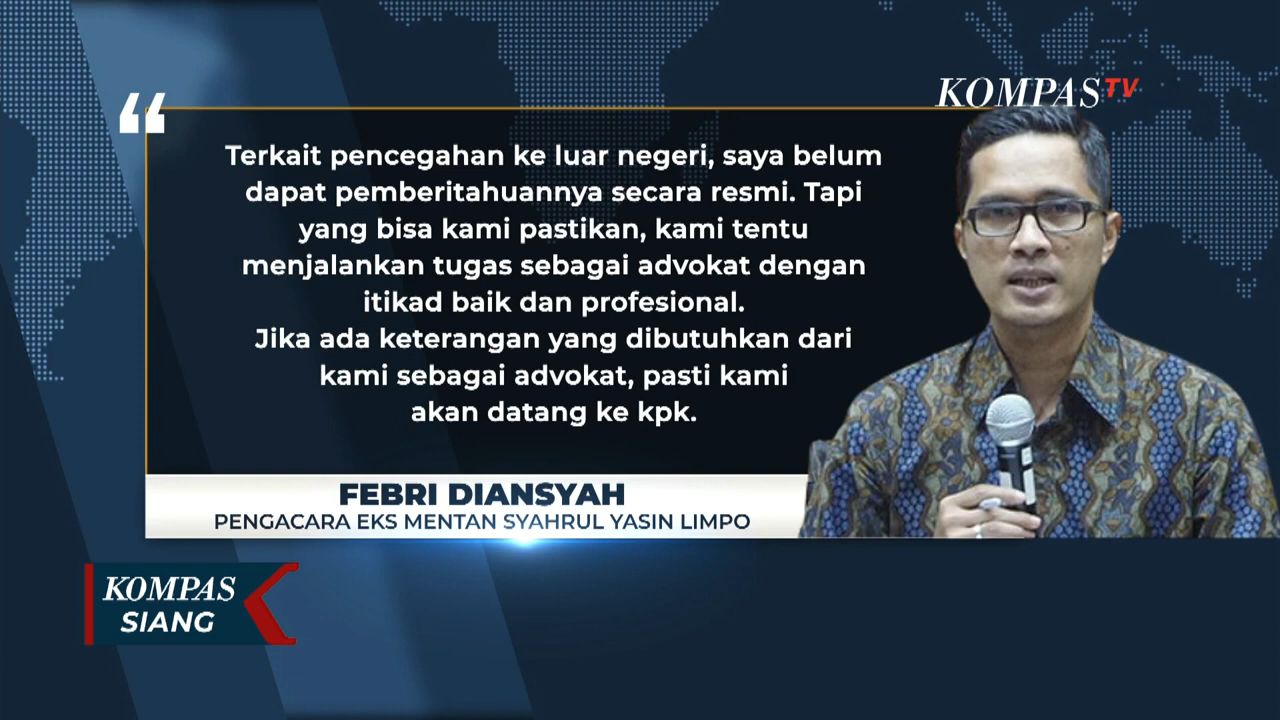 KOMPAS TV
“
Terkait pencegahan ke luar negeri, saya belum
dapat pemberitahuannya secara resmi. Tapi
yang bisa kami pastikan, kami tentu
menjalankan tugas sebagai advokat dengan
itikad baik dan profesional.
Jika ada keterangan yang dibutuhkan dari
kami sebagai advokat, pasti kami
akan datang ke kpk.
FEBRI DIANSYAH
PENGACARA EKS MENTAN SYAHRUL YASIN LIMPO
KOMPAS
SIANG